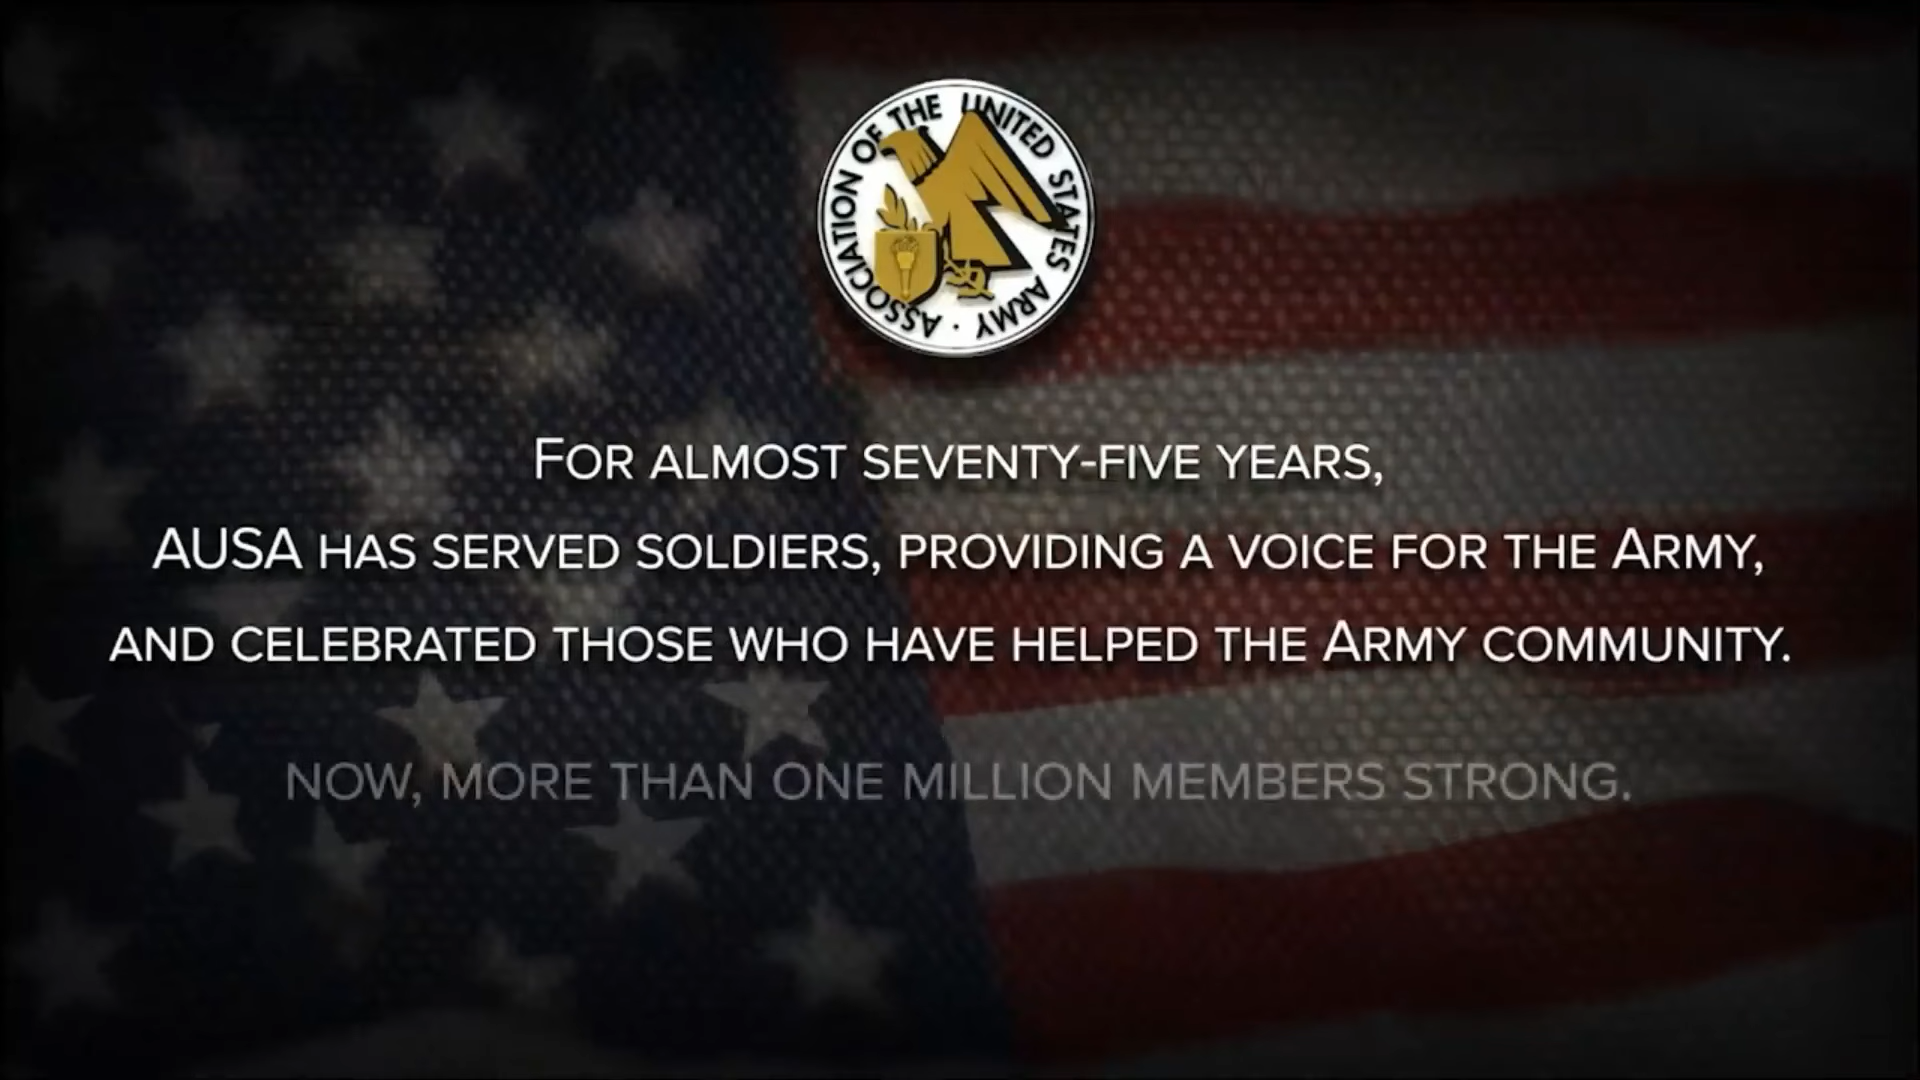 ASSOCIATION OF THE UNITED STATES ARMY ·
FOR ALMOST SEVENTY-FIVE YEARS,
AUSA HAS SERVED SOLDIERS, PROVIDING A VOICE FOR THE ARMY,
AND CELEBRATED THOSE WHO HAVE HELPED THE ARMY COMMUNITY.
NOW, MORE THAN ONE MILLION MEMBERS STRONG.